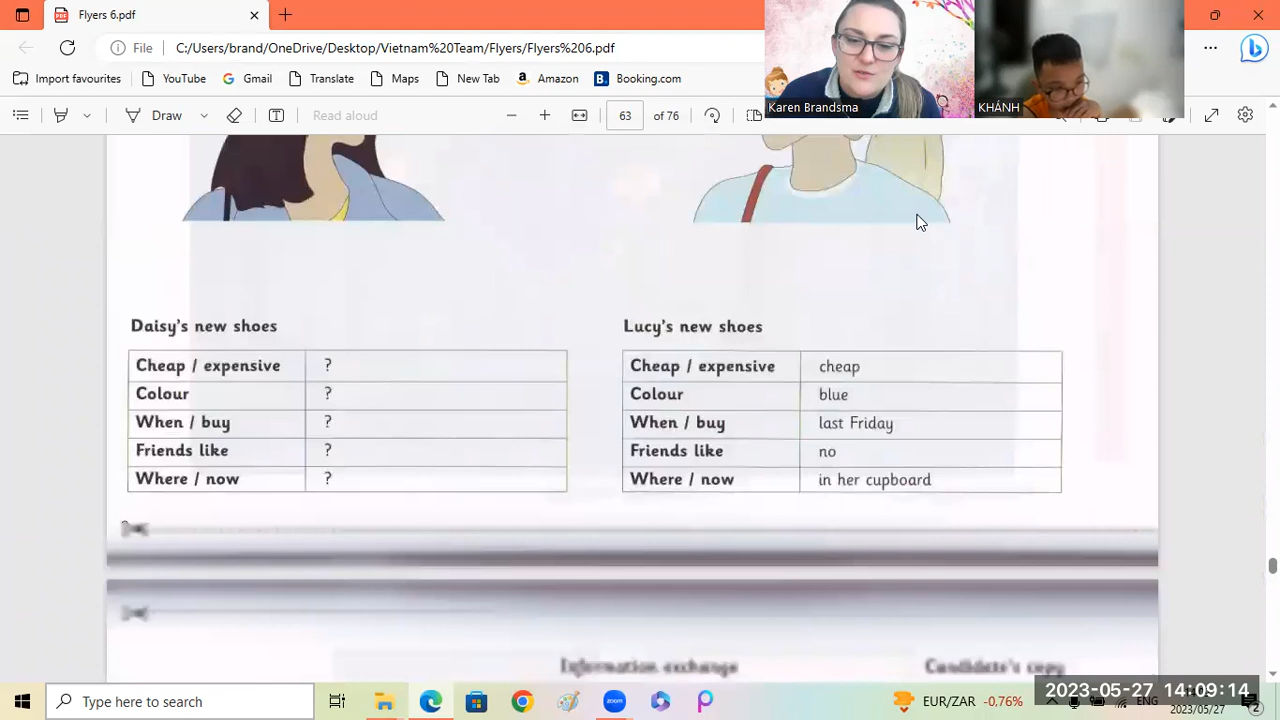 Flyers 6.pdf
File C:/Users/brand/OneDrive/Desktop/Vietnam%20Team/Flyers/Flyers%206.pdf
Import favourites YouTube Gmail Translate Maps New Tab Amazon Booking.com
Draw Read aloud 63 of 76
Karen Brandsma
KHÁNH
Daisy's new shoes
Cheap / expensive ?
Colour ?
When / buy ?
Friends like ?
Where / now ?
Lucy's new shoes
Cheap / expensive cheap
Colour blue
When / buy last Friday
Friends like no
Where / now in her cupboard
Information exchange Candidate's copy
Type here to search
EUR/ZAR -0,76%
ENG
2023-05-27 14:09:14
2023/05/27